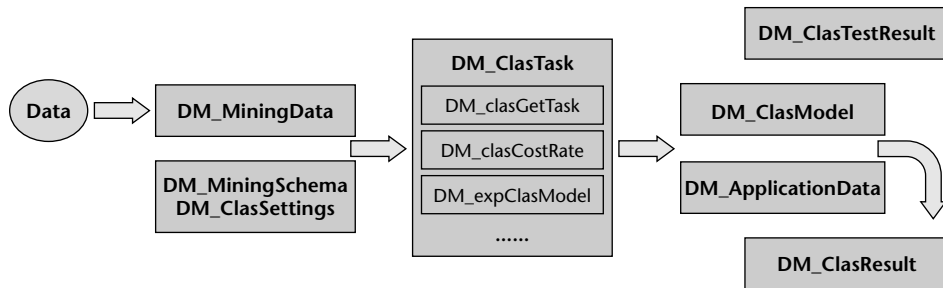 Data
DM_MiningData
DM_MiningSchema
DM_ClasSettings
DM_ClasTask
DM_clasGetTask
DM_clasCostRate
DM_expClasModel
......
DM_ClasTestResult
DM_ClasModel
DM_ApplicationData
DM_ClasResult